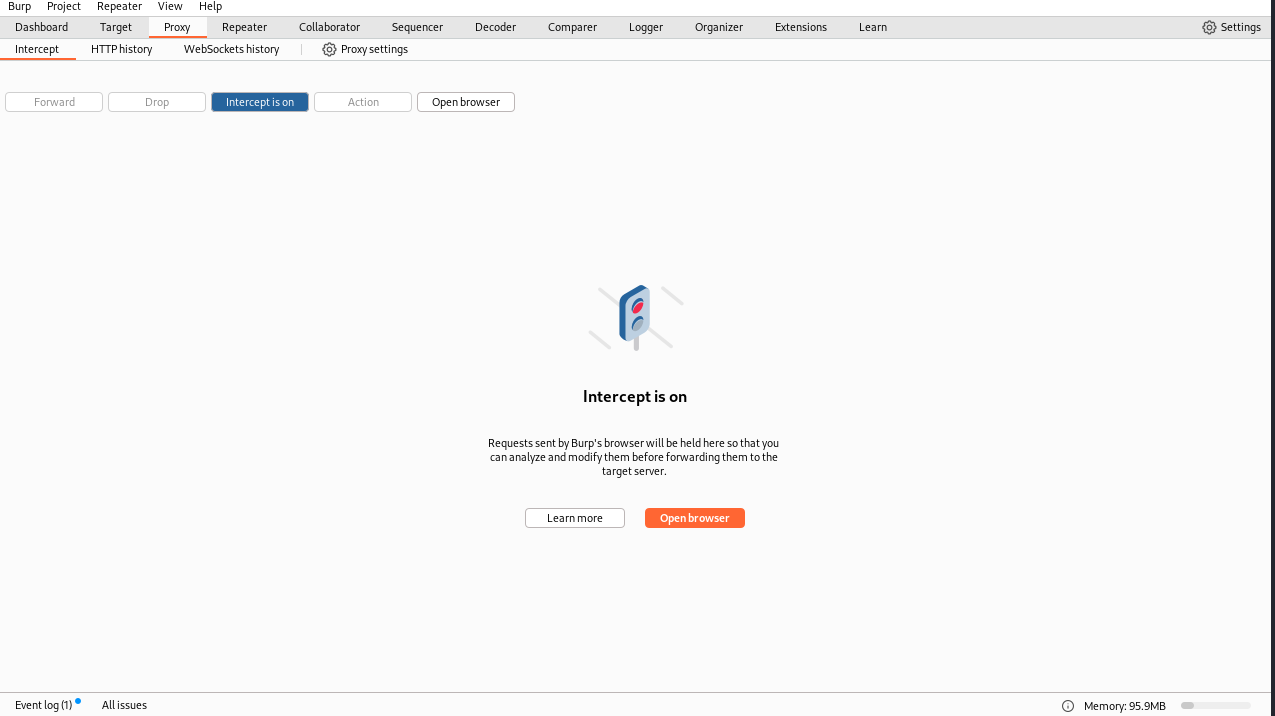 Burp Project Repeater View Help
Dashboard Target Proxy Repeater Collaborator Sequencer Decoder Comparer Logger Organizer Extensions Learn Settings
Intercept HTTP history WebSockets history Proxy settings
Forward Drop Intercept is on Action Open browser
Intercept is on
Requests sent by Burp's browser will be held here so that you
can analyze and modify them before forwarding them to the
target server.
Learn more Open browser
Event log (1) All issues Memory: 95.9MB